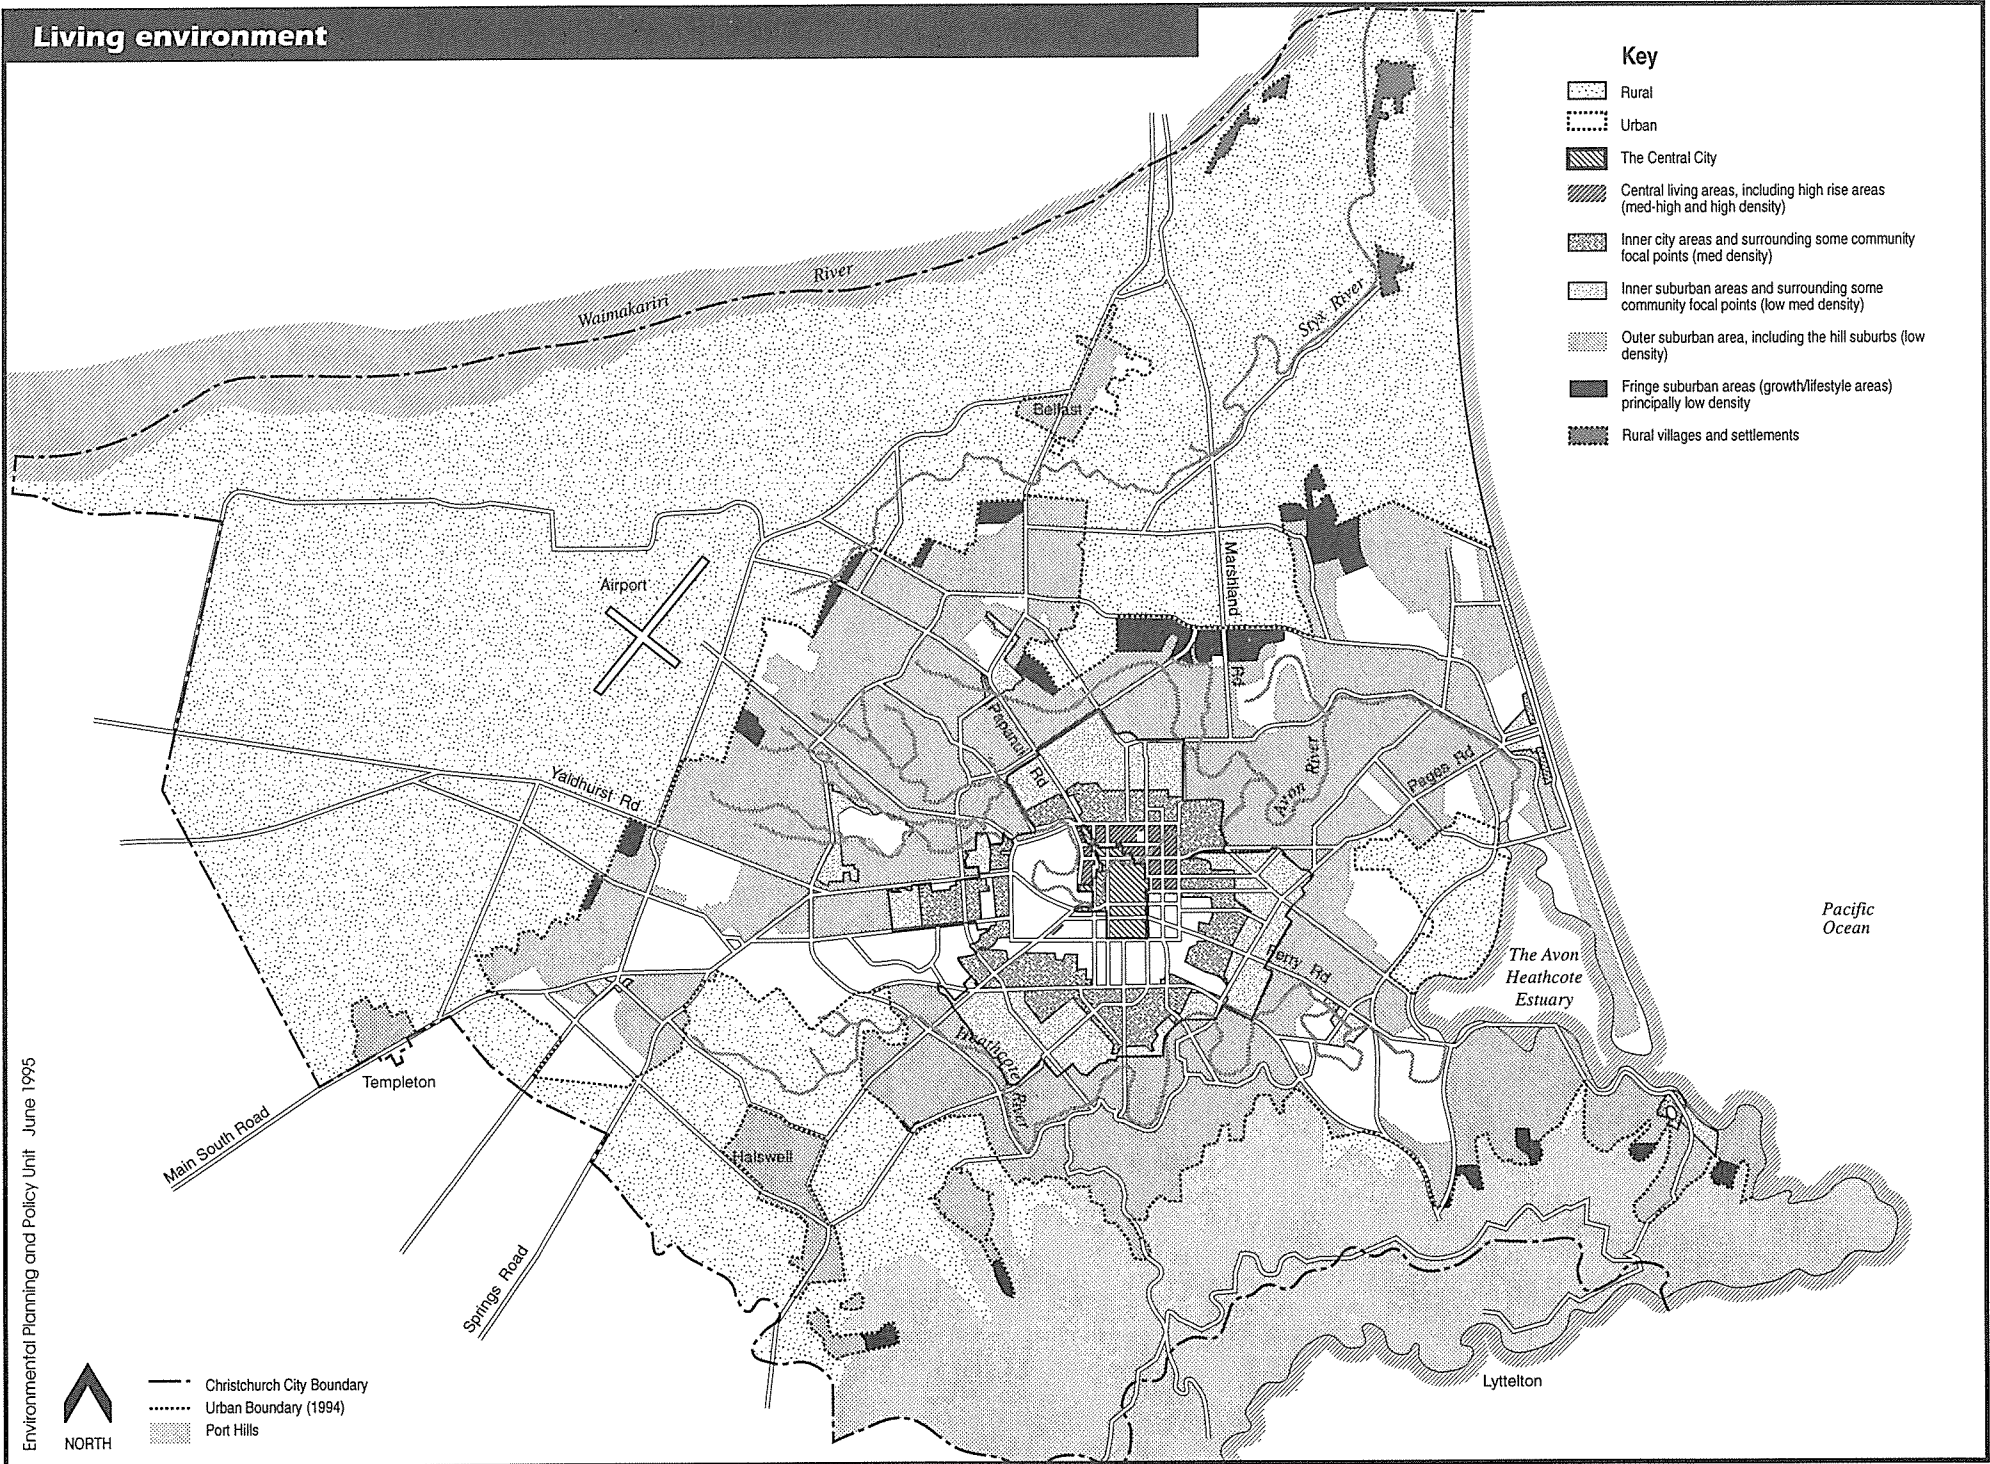 Living environment
Key
Rural
Urban
The Central City
Central living areas, including high rise areas
(med-high and high density)
Inner city areas and surrounding some community
focal points (med density)
Inner suburban areas and surrounding some
community focal points (low med density)
Outer suburban area, including the hill suburbs (low
density)
Fringe suburban areas (growth/lifestyle areas)
principally low density
Rural villages and settlements
Waimakariri River
Styx River
Belfast
Airport
Marshland Rd
Papanui Rd
Yaldhurst Rd
Avon River
Pages Rd
Pacific
Ocean
The Avon
Heathcote
Estuary
Ferry Rd
Heathcote River
Templeton
Main South Road
Halswell
Springs Road
Lyttelton
Christchurch City Boundary
Urban Boundary (1994)
Port Hills
NORTH
Environmental Planning and Policy Unit June 1995